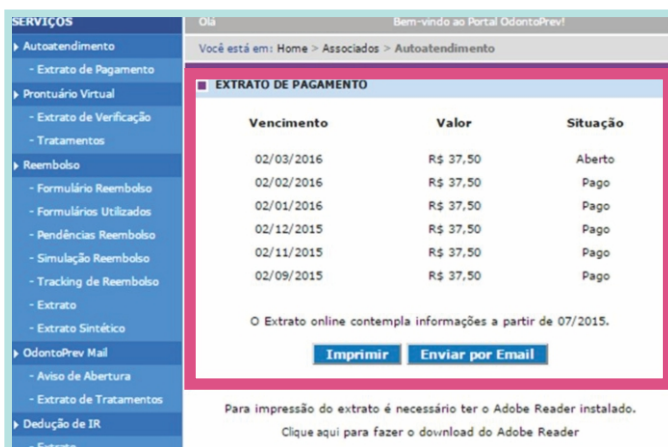 SERVIÇOS
Autoatendimento
- Extrato de Pagamento
Prontuário Virtual
- Extrato de Verificação
- Tratamentos
Reembolso
- Formulário Reembolso
- Formulários Utilizados
- Pendências Reembolso
- Simulação Reembolso
- Tracking de Reembolso
- Extrato
- Extrato Sintético
OdontoPrev Mail
- Aviso de Abertura
- Extrato de Tratamentos
Dedução de IR
- Extrato
Olá Bem-vindo ao Portal OdontoPrev!
Você está em: Home > Associados > Autoatendimento
EXTRATO DE PAGAMENTO
Vencimento Valor Situação
02/03/2016 R$ 37,50 Aberto
02/02/2016 R$ 37,50 Pago
02/01/2016 R$ 37,50 Pago
02/12/2015 R$ 37,50 Pago
02/11/2015 R$ 37,50 Pago
02/09/2015 R$ 37,50 Pago
O Extrato online contempla informações a partir de 07/2015.
Imprimir Enviar por Email
Para impressão do extrato é necessário ter o Adobe Reader instalado.
Clique aqui para fazer o download do Adobe Reader